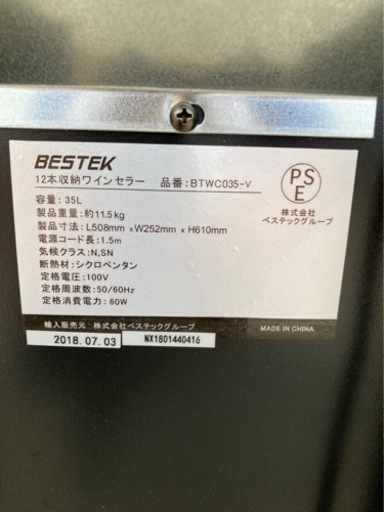 BESTEK
12本収納ワインセラー 品番:BTWC035-V
PS
E
株式会社
ベステックグループ
容量:35L
製品重量:約11.5kg
製品寸法:L508mm xW252mm x H610mm
電源コード長:1.5m
気候クラス:N,SN
断熱材:シクロペンタン
定格電圧:100V
定格周波数:50/60Hz
定格消費電力:60W
輸入販売元 株式会社ベステックグループ MADE IN CHINA
2018.07.03 NX1801440416